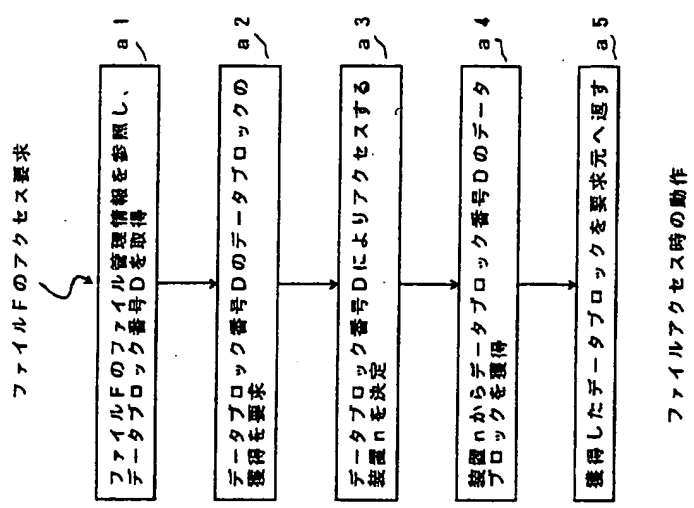 ファイルFのアクセス要求
ファイルFのファイル管理情報を参照し、
データブロック番号Dを取得
a1
データブロック番号Dのデータブロックの
獲得を要求
a2
データブロック番号Dによりアクセスする
装置nを決定
a3
装置nからデータブロック番号Dのデータ
ブロックを獲得
a4
獲得したデータブロックを要求元へ返す
a5
ファイルアクセス時の動作